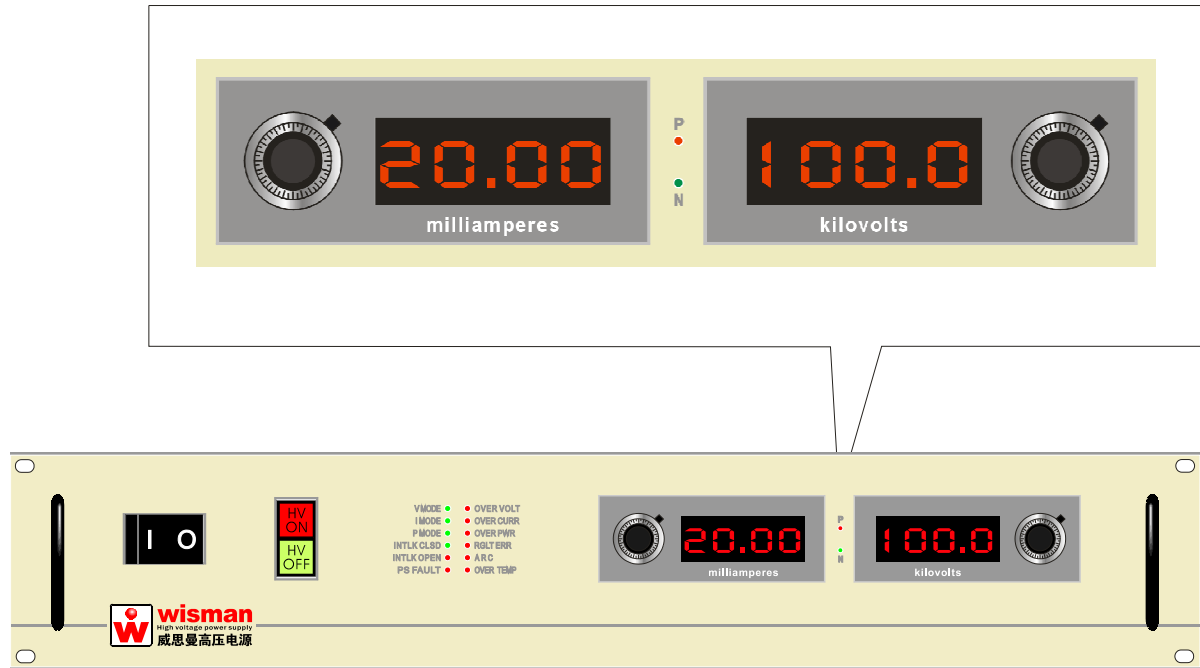 P
20.00
100.0
N
milliamperes
kilovolts
HV
ON
HV
OFF
I O
V MODE
OVER VOLT
I MODE
OVER CURR
P MODE
OVER PWR
INTLK CLSD
RGLT ERR
INTLK OPEN
ARC
PS FAULT
OVER TEMP
P
20.00
100.0
N
milliamperes
kilovolts
W
wisman
High voltage power supply
威思曼高压电源